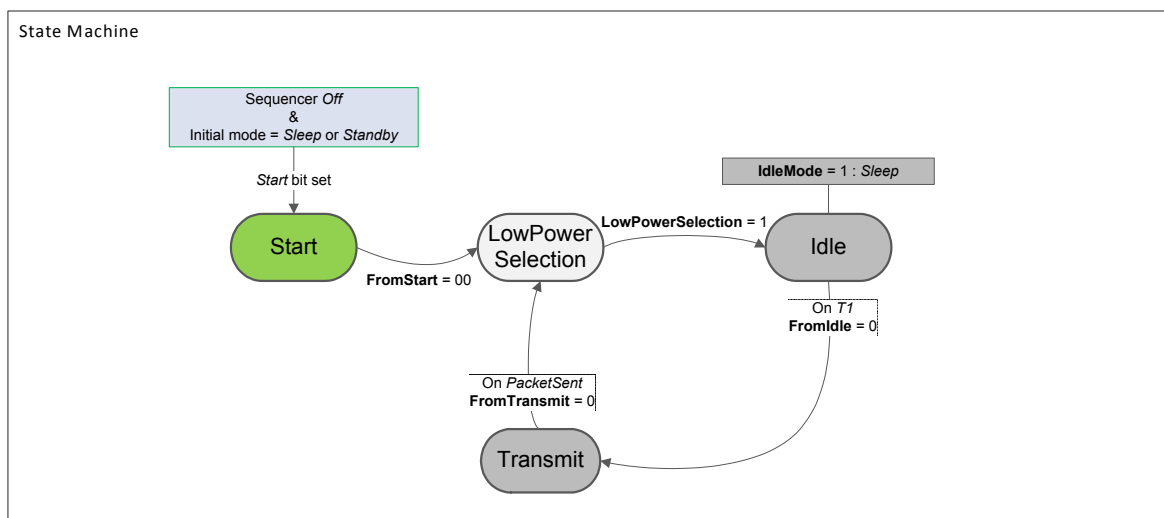 State Machine
Sequencer Off
&
Initial mode = Sleep or Standby
Start bit set
IdleMode = 1 : Sleep
Start
LowPower
Selection
LowPowerSelection = 1
Idle
FromStart = 00
On T1
FromIdle = 0
On PacketSent
FromTransmit = 0
Transmit